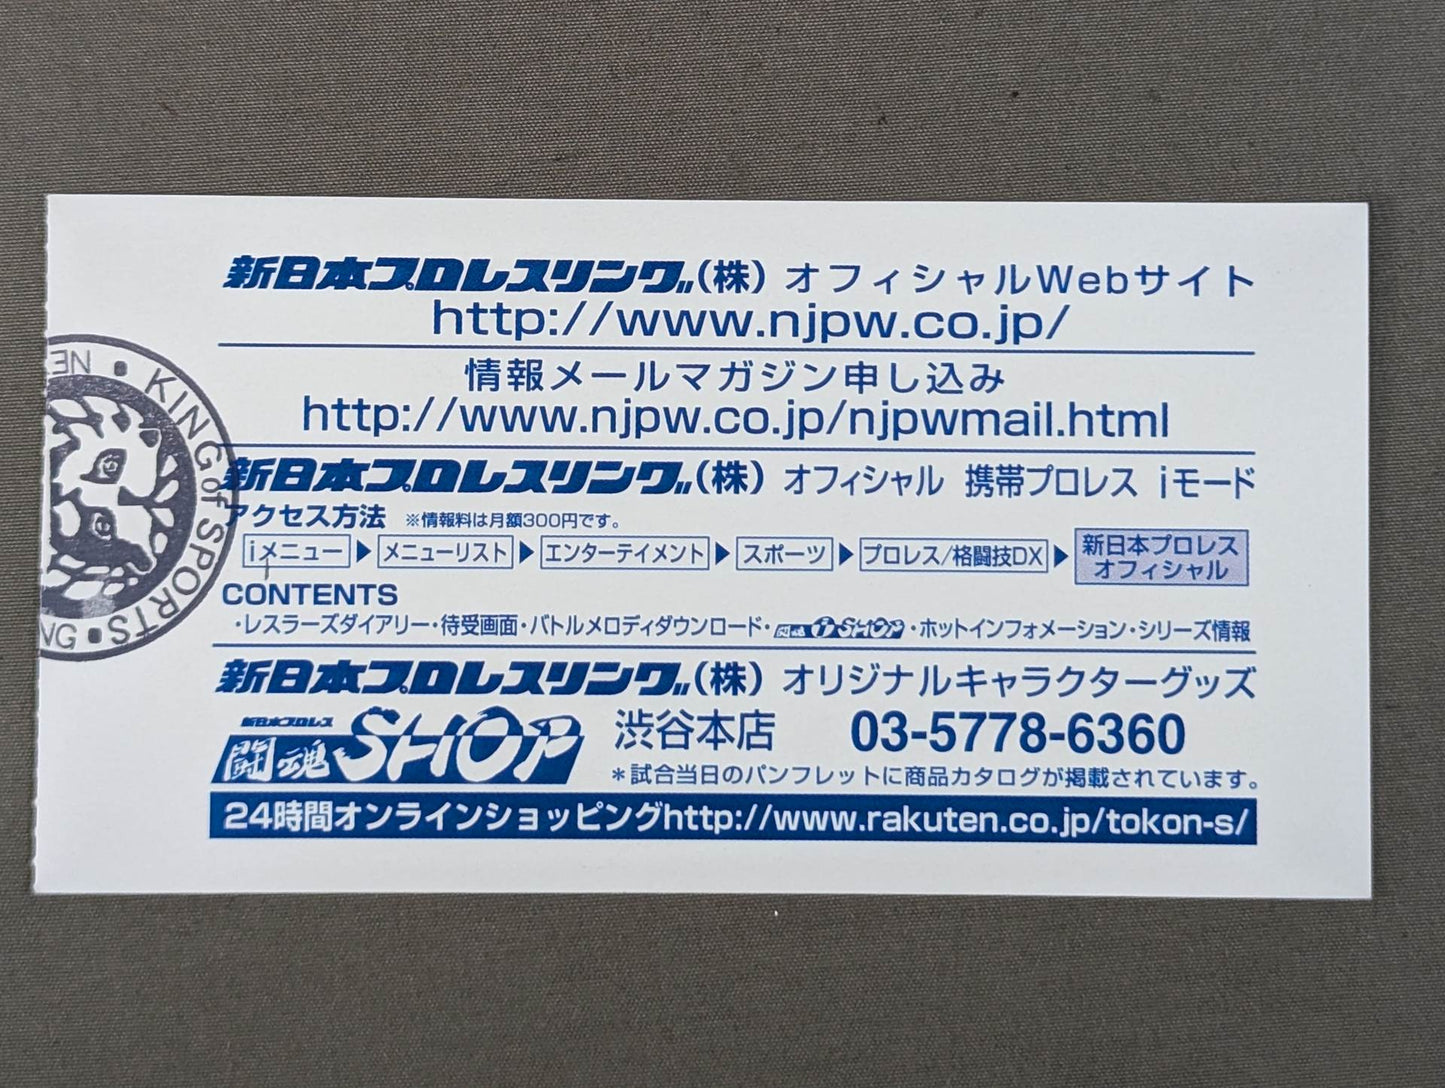 新日本プロレスリング(株) オフィシャルWebサイト
http://www.njpw.co.jp/
情報メールマガジン申し込み
http://www.njpw.co.jp/njpwmail.html
新日本プロレスリング(株) オフィシャル 携帯プロレス iモード
アクセス方法 ※情報料は月額300円です。
iメニュー▶メニューリスト▶エンターテイメント▶スポーツ▶プロレス/格闘技DX▶新日本プロレス
オフィシャル
CONTENTS
・レスラーズダイアリー・待受画面・バトルメロディダウンロード・闘魂i-SHOP・ホットインフォメーション・シリーズ情報
新日本プロレスリング(株) オリジナルキャラクターグッズ
新日本プロレス
闘魂SHOP 渋谷本店 03-5778-6360
*試合当日のパンフレットに商品カタログが掲載されています。
24時間オンラインショッピングhttp://www.rakuten.co.jp/tokon-s/
NE • KING of SPORTS • NG